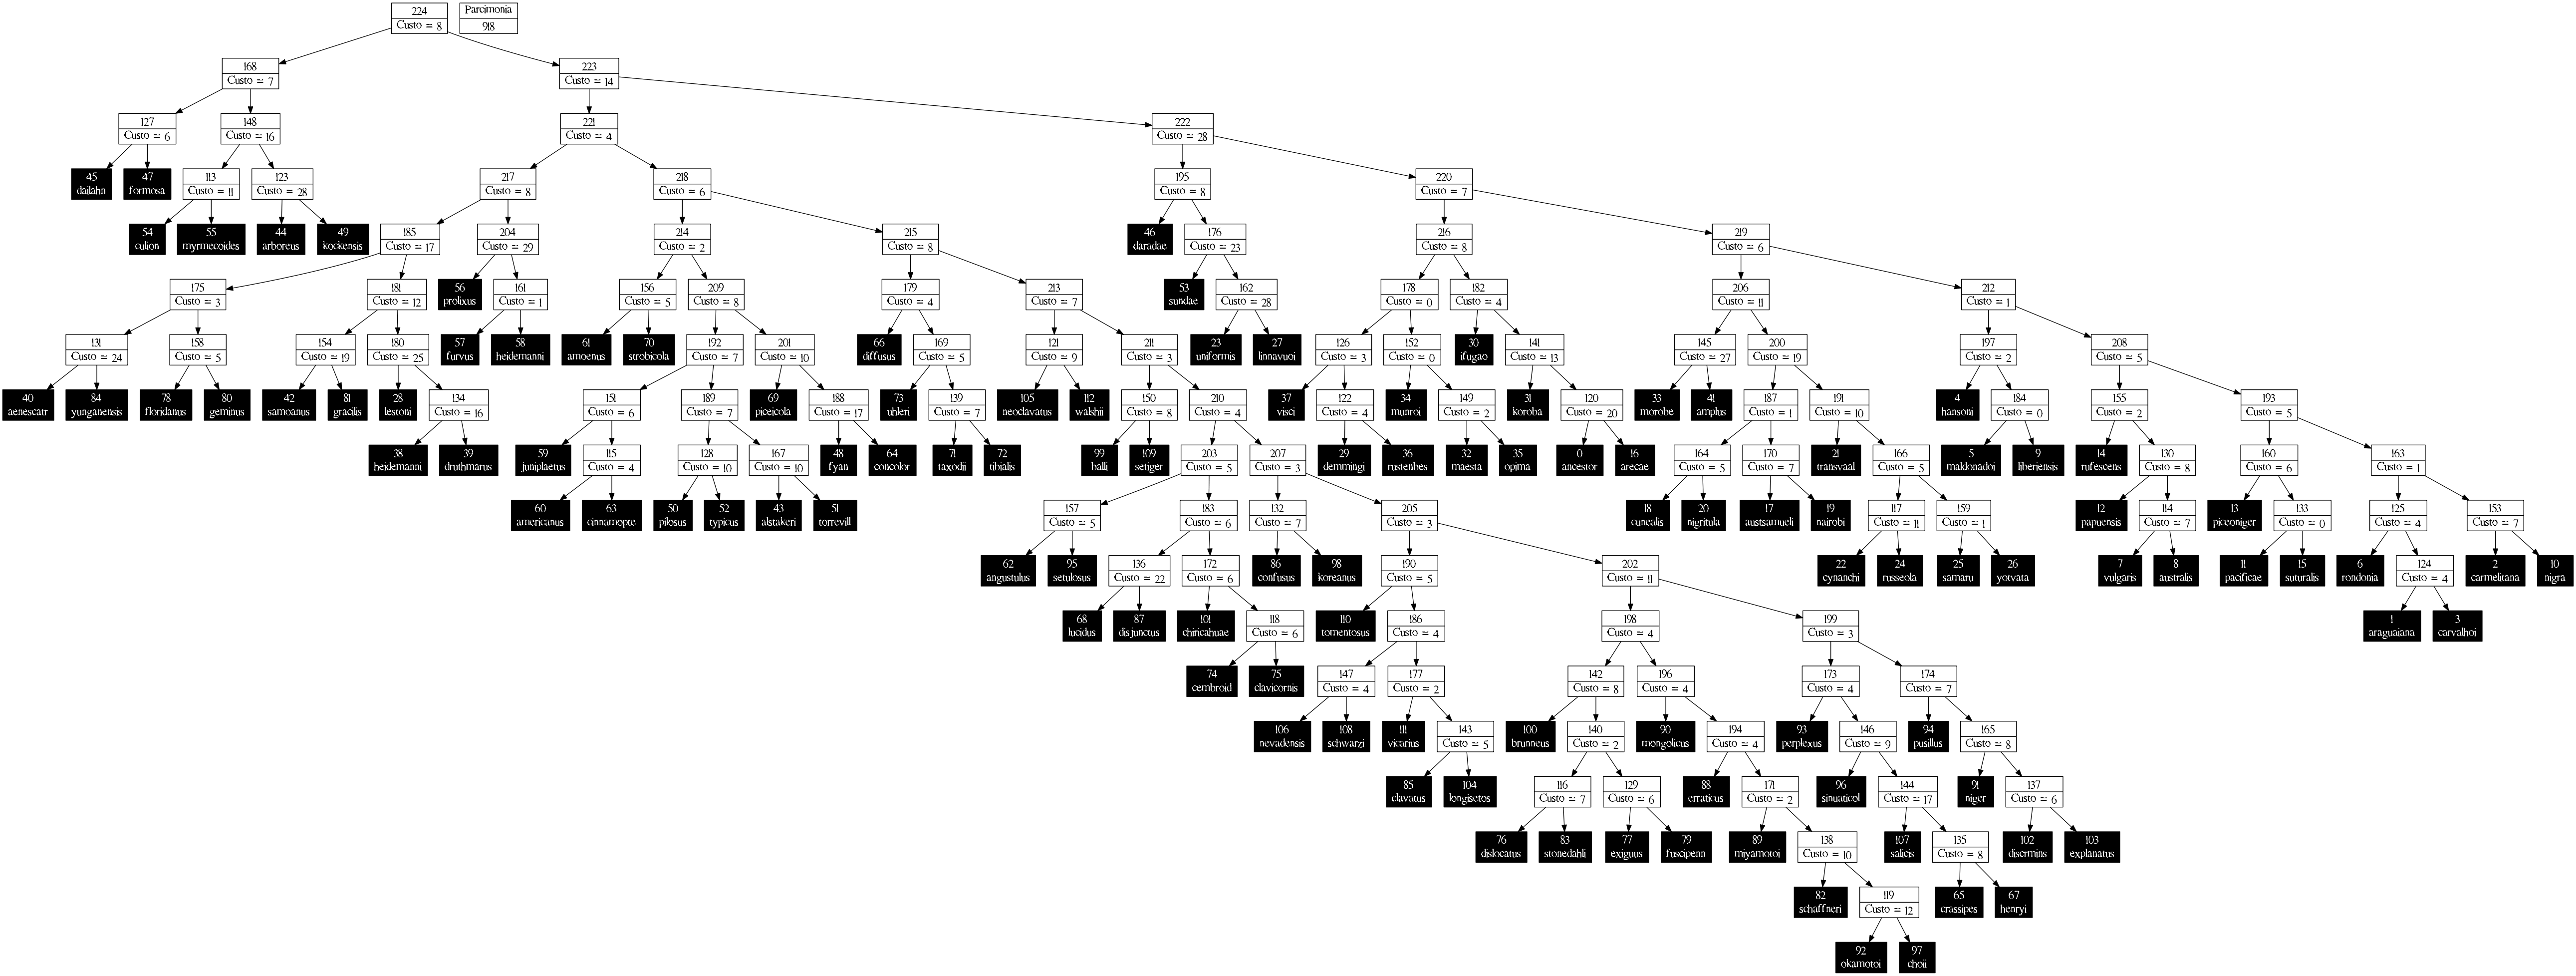 224
Custo = 8
Parcimonia
918
168
Custo = 7
223
Custo = 14
127
Custo = 6
148
Custo = 16
221
Custo = 4
222
Custo = 28
45
dailahn
47
formosa
113
Custo = 11
123
Custo = 28
217
Custo = 8
218
Custo = 6
195
Custo = 8
220
Custo = 7
54
culion
55
myrmecoides
44
arboreus
49
kockensis
185
Custo = 17
204
Custo = 29
214
Custo = 2
215
Custo = 8
46
daradae
176
Custo = 23
216
Custo = 8
219
Custo = 6
175
Custo = 3
181
Custo = 12
56
prolixus
161
Custo = 1
156
Custo = 5
209
Custo = 8
179
Custo = 4
213
Custo = 7
53
sundae
162
Custo = 28
178
Custo = 0
182
Custo = 4
206
Custo = 11
212
Custo = 1
131
Custo = 24
158
Custo = 5
154
Custo = 19
180
Custo = 25
57
furvus
58
heidemanni
61
amoenus
70
strobicola
192
Custo = 7
201
Custo = 10
66
diffusus
169
Custo = 5
121
Custo = 9
211
Custo = 3
23
uniformis
27
linnavuoi
126
Custo = 3
152
Custo = 0
30
ifugao
141
Custo = 13
145
Custo = 27
200
Custo = 19
197
Custo = 2
208
Custo = 5
40
aenescatr
84
yunganensis
78
floridanus
80
geminus
42
samoanus
81
gracilis
28
lestoni
134
Custo = 16
151
Custo = 6
189
Custo = 7
69
piceicola
188
Custo = 17
73
uhleri
139
Custo = 7
105
neoclavatus
112
walshii
150
Custo = 8
210
Custo = 4
37
visci
122
Custo = 4
34
munroi
149
Custo = 2
31
koroba
120
Custo = 20
33
morobe
41
amplus
187
Custo = 1
191
Custo = 10
4
hansoni
184
Custo = 0
155
Custo = 2
193
Custo = 5
38
heidemanni
39
druthmarus
59
juniplaetus
115
Custo = 4
128
Custo = 10
167
Custo = 10
48
fyan
64
concolor
71
taxodii
72
tibialis
99
balli
109
setiger
203
Custo = 5
207
Custo = 3
29
demmingi
36
rustenbes
32
maesta
35
opima
0
ancestor
16
arecae
164
Custo = 5
170
Custo = 7
21
transvaal
166
Custo = 5
5
maldonadoi
9
liberiensis
14
rufescens
130
Custo = 8
160
Custo = 6
163
Custo = 1
60
americanus
63
cinnamopte
50
pilosus
52
typicus
43
alstakeri
51
torrevill
157
Custo = 5
183
Custo = 6
132
Custo = 7
205
Custo = 3
18
cunealis
20
nigritula
17
austsamueli
19
nairobi
117
Custo = 11
159
Custo = 1
12
papuensis
114
Custo = 7
13
piceoniger
133
Custo = 0
125
Custo = 4
153
Custo = 7
62
angustulus
95
setulosus
136
Custo = 22
172
Custo = 6
86
confusus
98
koreanus
190
Custo = 5
202
Custo = 11
22
cynanchi
24
russeola
25
samaru
26
yotvata
7
vulgaris
8
australis
11
pacificae
15
suturalis
6
rondonia
124
Custo = 4
2
carmelitana
10
nigra
68
lucidus
87
disjunctus
101
chiricahuae
118
Custo = 6
110
tomentosus
186
Custo = 4
198
Custo = 4
199
Custo = 3
1
araguaiana
3
carvalhoi
74
cembroid
75
clavicornis
147
Custo = 4
177
Custo = 2
142
Custo = 8
196
Custo = 4
173
Custo = 4
174
Custo = 7
106
nevadensis
108
schwarzi
111
vicarius
143
Custo = 5
100
brunneus
140
Custo = 2
90
mongolicus
194
Custo = 4
93
perplexus
146
Custo = 9
94
pusillus
165
Custo = 8
85
clavatus
104
longisetos
116
Custo = 7
129
Custo = 6
88
erraticus
171
Custo = 2
96
sinuaticol
144
Custo = 17
91
niger
137
Custo = 6
76
dislocatus
83
stonedahli
77
exiguus
79
fuscipenn
89
miyamotoi
138
Custo = 10
107
salicis
135
Custo = 8
102
discrmins
103
explanatus
82
schaffneri
119
Custo = 12
65
crassipes
67
henryi
92
okamotoi
97
choii